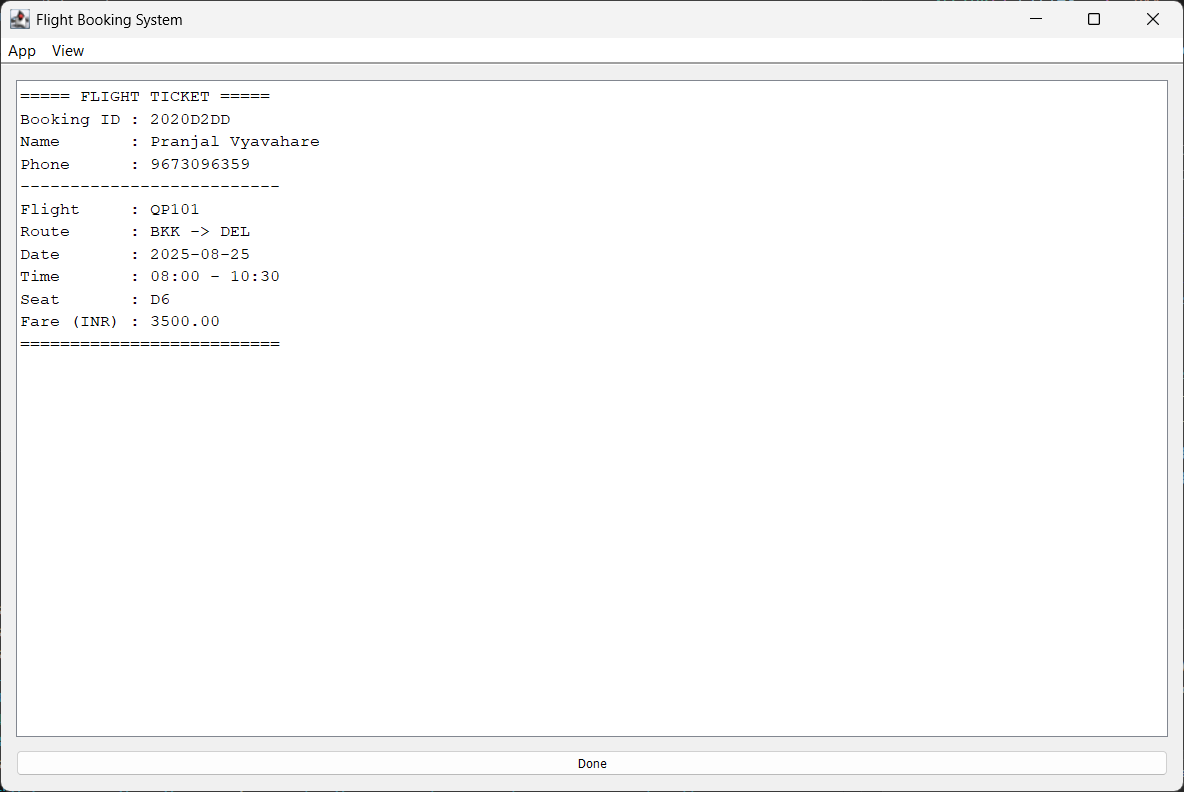 Flight Booking System
App View
===== FLIGHT TICKET =====
Booking ID : 2020D2DD
Name       : Pranjal Vyavahare
Phone      : 9673096359
--------------------------
Flight     : QP101
Route      : BKK -> DEL
Date       : 2025-08-25
Time       : 08:00 - 10:30
Seat       : D6
Fare (INR) : 3500.00
==========================
Done